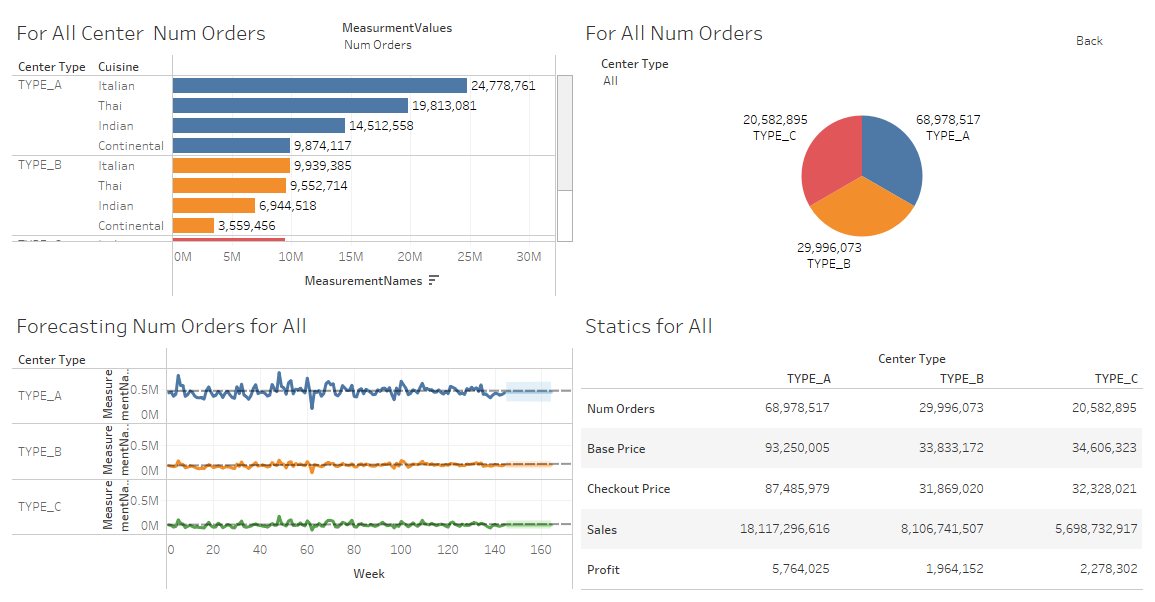 For All Center  Num Orders
MeasurmentValues
Num Orders
Center Type Cuisine
TYPE_A Italian 24,778,761
Thai 19,813,081
Indian 14,512,558
Continental 9,874,117
TYPE_B Italian 9,939,385
Thai 9,552,714
Indian 6,944,518
Continental 3,559,456
0M 5M 10M 15M 20M 25M 30M
MeasurementNames
For All Num Orders
Back
Center Type
All
20,582,895
TYPE_C
68,978,517
TYPE_A
29,996,073
TYPE_B
Forecasting Num Orders for All
Center Type
TYPE_A
Measure
mentNa..
0.5M
0M
TYPE_B
Measure
mentNa..
0.5M
0M
TYPE_C
Measure
mentNa..
0.5M
0M
0 20 40 60 80 100 120 140 160
Week
Statics for All
Center Type
TYPE_A TYPE_B TYPE_C
Num Orders 68,978,517 29,996,073 20,582,895
Base Price 93,250,005 33,833,172 34,606,323
Checkout Price 87,485,979 31,869,020 32,328,021
Sales 18,117,296,616 8,106,741,507 5,698,732,917
Profit 5,764,025 1,964,152 2,278,302